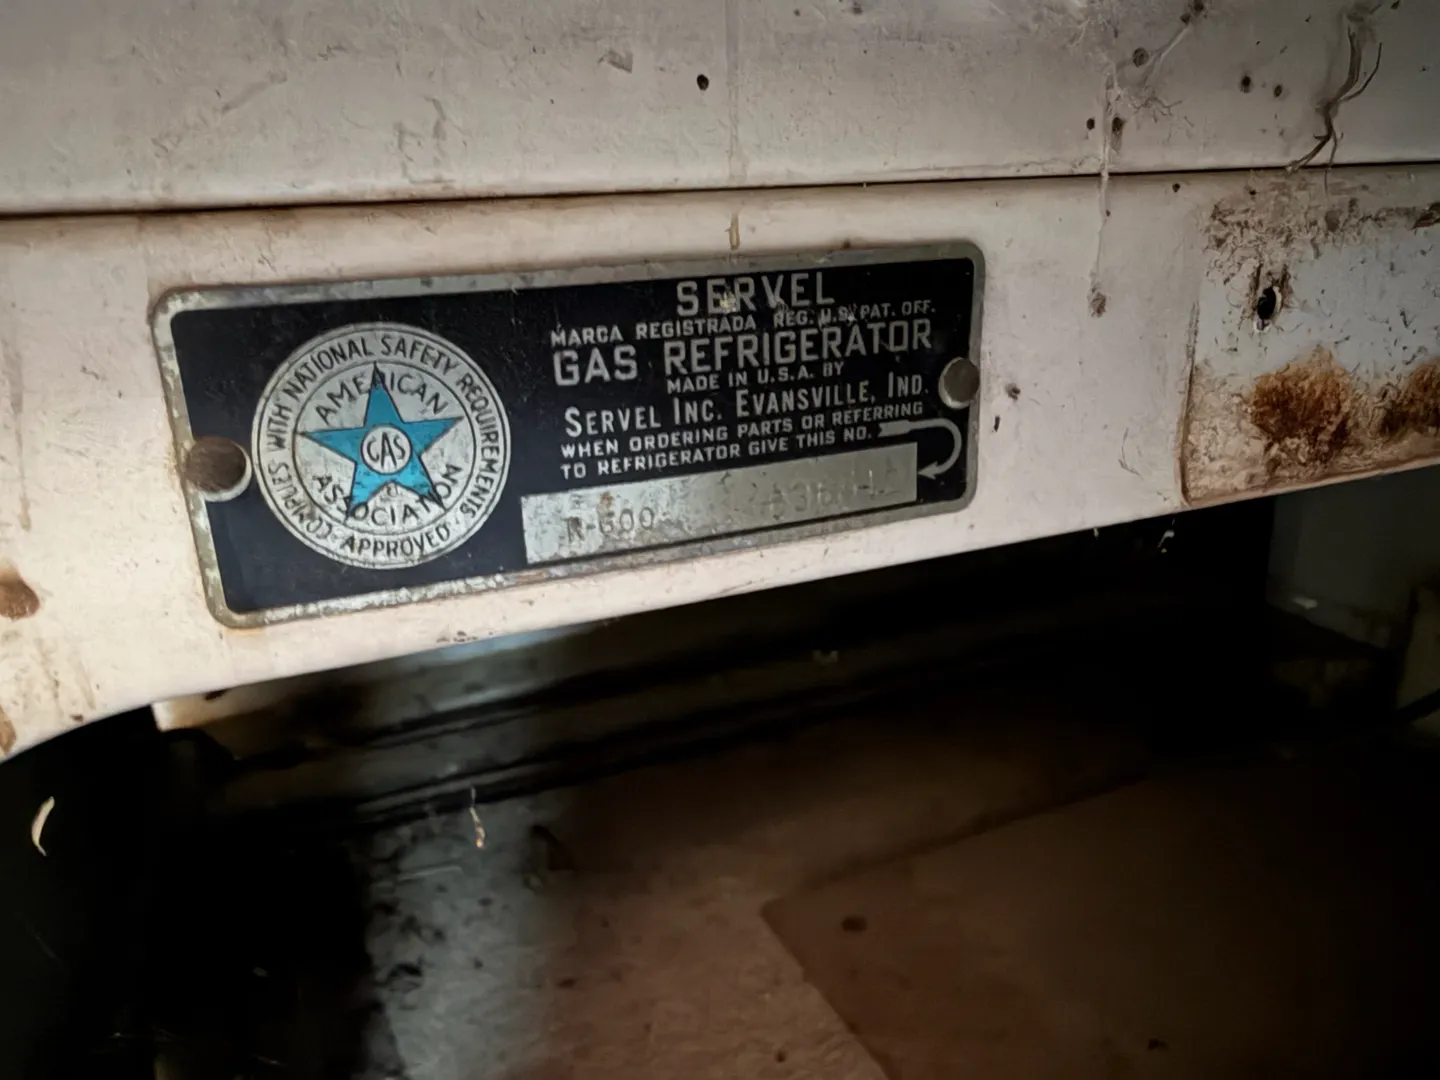 COMPLIES WITH NATIONAL SAFETY REQUIREMENTS
· APPROVED ·
AMERICAN
GAS
ASSOCIATION
SERVEL
MARCA REGISTRADA REG. U.S. PAT. OFF.
GAS REFRIGERATOR
MADE IN U.S.A. BY
SERVEL INC. EVANSVILLE, IND.
WHEN ORDERING PARTS OR REFERRING
TO REFRIGERATOR GIVE THIS NO.
R-600